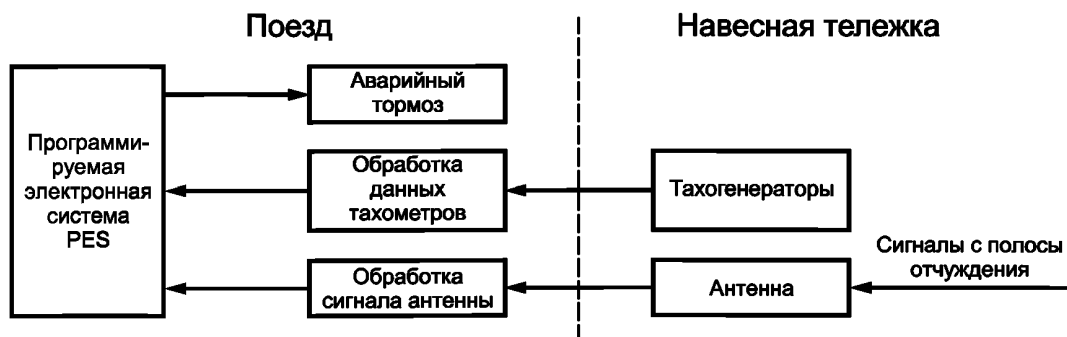 Поезд
Навесная тележка
Программи-
руемая
электронная
система
PES
Аварийный
тормоз
Обработка
данных
тахометров
Тахогенераторы
Обработка
сигнала антенны
Антенна
Сигналы с полосы
отчуждения